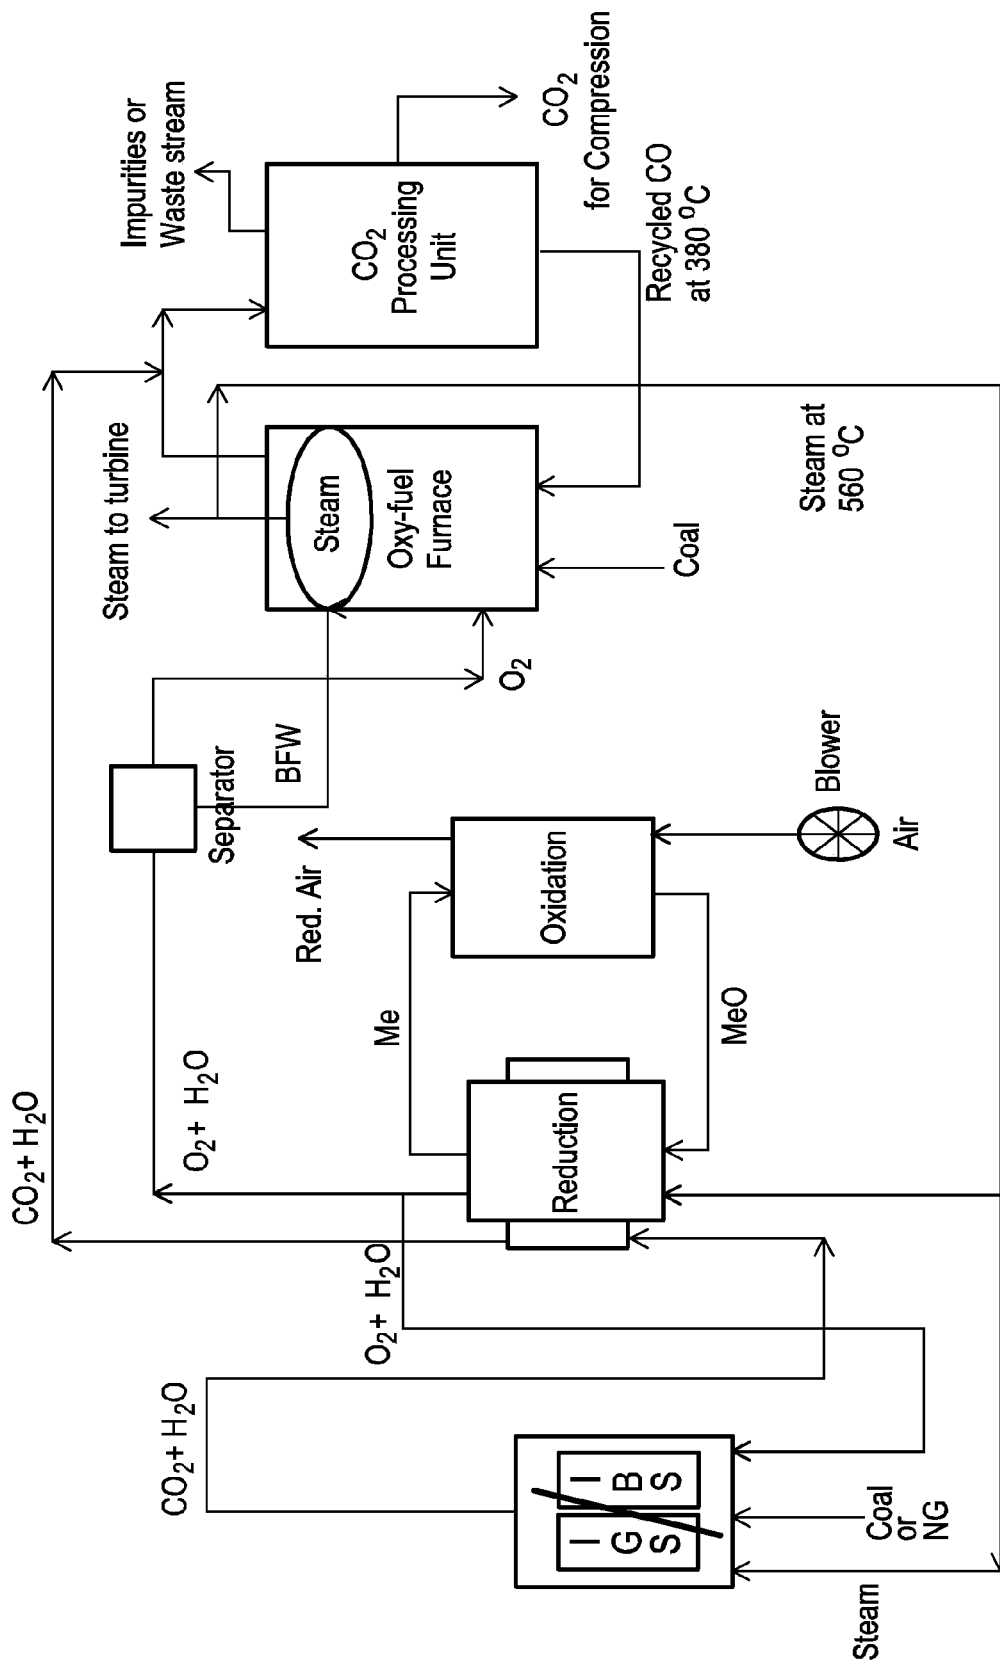 CO2+ H2O
Steam to turbine
Impurities or
Waste stream
Separator
O2+ H2O
BFW
O2
Steam
Oxy-fuel
Furnace
CO2
Processing
Unit
CO2
for Compression
Recycled CO
at 380 °C
Coal
Steam at
560 °C
Red. Air
Me
Oxidation
MeO
Blower
Air
Reduction
O2+ H2O
CO2+ H2O
I G S
I B S
Coal
or
NG
Steam